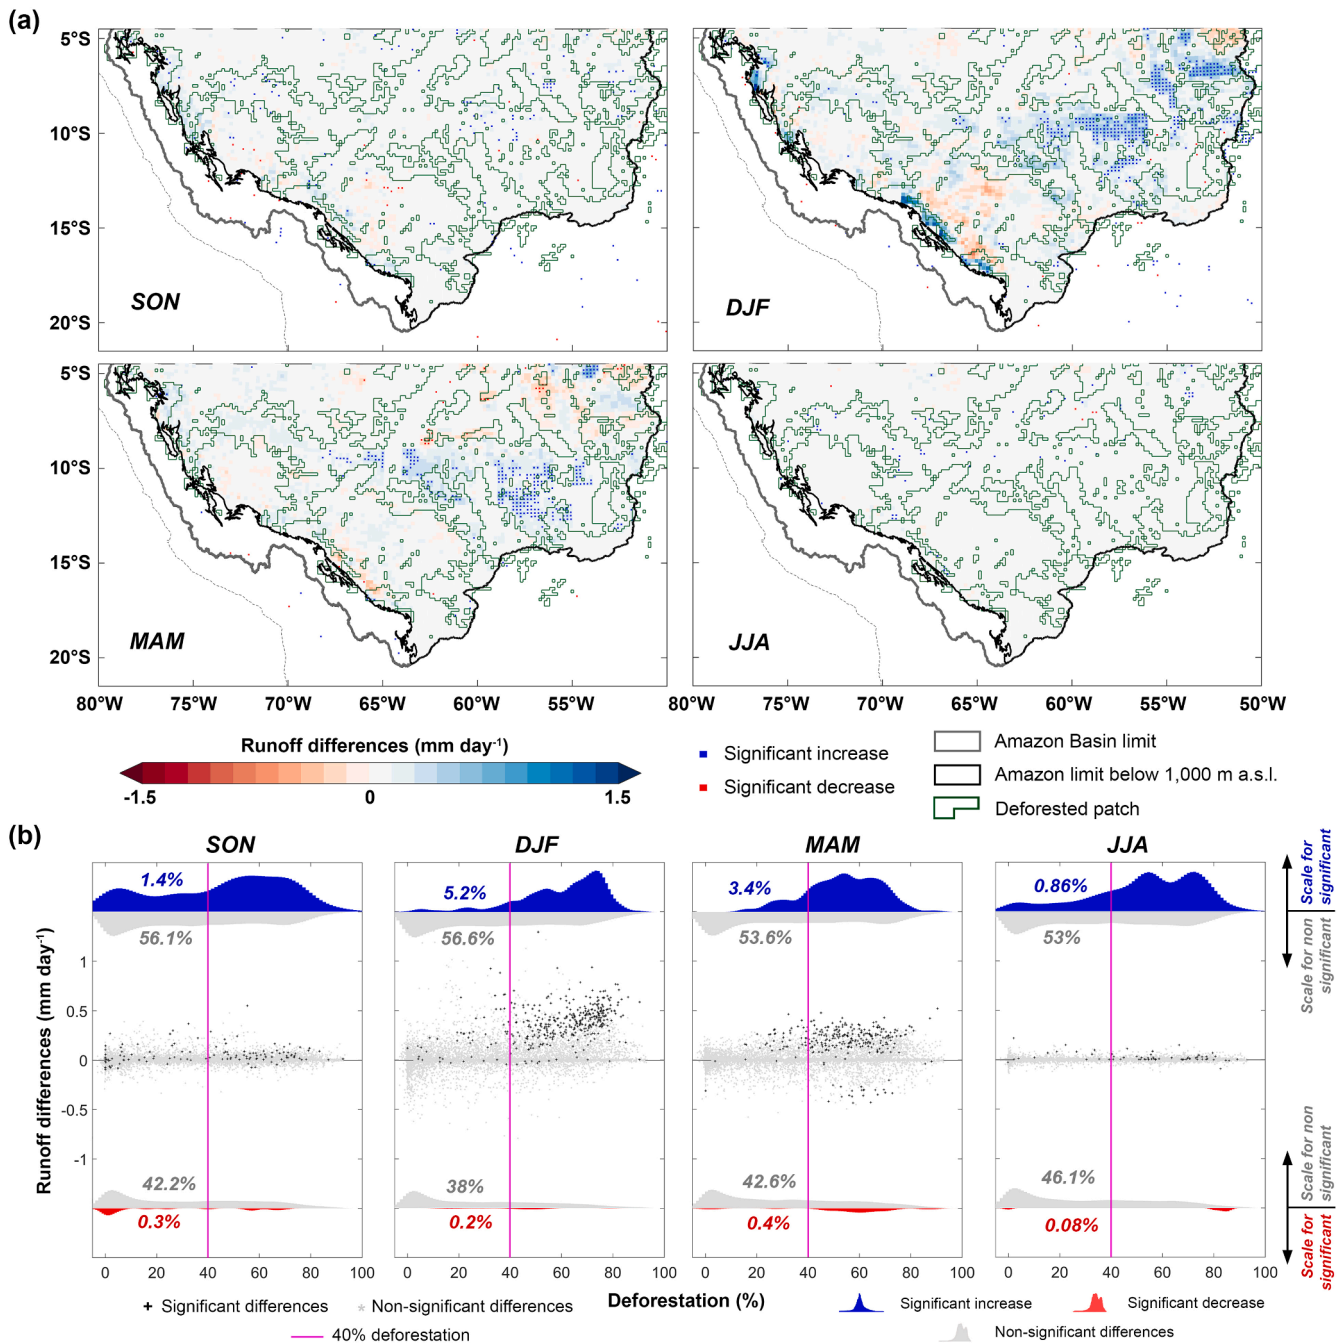 (a)
5°S
10°S
15°S
20°S
SON
DJF
5°S
10°S
15°S
20°S
MAM
JJA
80°W 75°W 70°W 65°W 60°W 55°W
80°W 75°W 70°W 65°W 60°W 55°W 50°W
Runoff differences (mm day-1)
-1.5 0 1.5
Significant increase
Significant decrease
Amazon Basin limit
Amazon limit below 1,000 m a.s.l.
Deforested patch
(b)
SON DJF MAM JJA
1.4% 5.2% 3.4% 0.86%
56.1% 56.6% 53.6% 53%
Scale for significant
Scale for non significant
Runoff differences (mm day-1)
1
0.5
0
-0.5
-1
42.2% 38% 42.6% 46.1%
0.3% 0.2% 0.4% 0.08%
Scale for non significant
Scale for significant
0 20 40 60 80 100
0 20 40 60 80 100
0 20 40 60 80 100
0 20 40 60 80 100
Deforestation (%)
+ Significant differences
* Non-significant differences
40% deforestation
Significant increase
Significant decrease
Non-significant differences